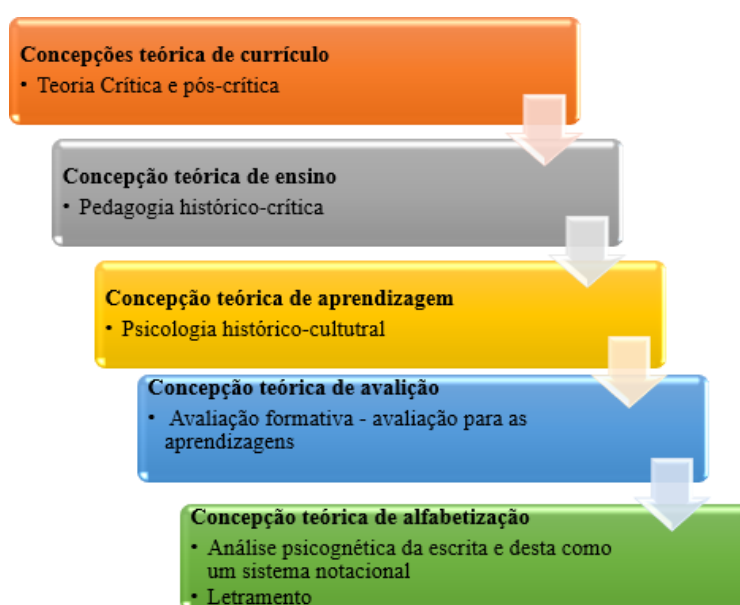 Concepções teórica de currículo
• Teoria Crítica e pós-crítica
Concepção teórica de ensino
• Pedagogia histórico-crítica
Concepção teórica de aprendizagem
• Psicologia histórico-cultutral
Concepção teórica de avalição
• Avaliação formativa - avaliação para as
aprendizagens
Concepção teórica de alfabetização
• Análise psicognética da escrita e desta como
um sistema notacional
• Letramento